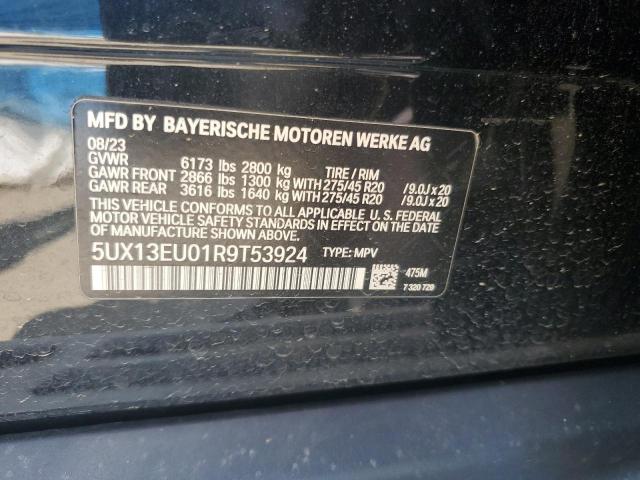 MFD BY BAYERISCHE MOTOREN WERKE AG
08/23
GVWR 6173 lbs 2800 kg TIRE / RIM
GAWR FRONT 2866 lbs 1300 kg WITH 275/45 R20 /9.0J x 20
GAWR REAR 3616 lbs 1640 kg WITH 275/45 R20 /9.0J x 20
THIS VEHICLE CONFORMS TO ALL APPLICABLE U. S. FEDERAL
MOTOR VEHICLE SAFETY STANDARDS IN EFFECT ON THE DATE
OF MANUFACTURE SHOWN ABOVE.
5UX13EU01R9T53924 TYPE: MPV
475M
7 320 729